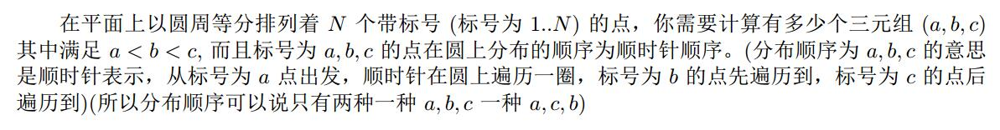 在平面上以圆周等分排列着 N 个带标号 (标号为 1..N) 的点，你需要计算有多少个三元组 (a, b, c)
其中满足 a < b < c, 而且标号为 a, b, c 的点在圆上分布的顺序为顺时针顺序。(分布顺序为 a, b, c 的意思
是顺时针表示，从标号为 a 点出发，顺时针在圆上遍历一圈，标号为 b 的点先遍历到，标号为 c 的点后
遍历到)(所以分布顺序可以说只有两种一种 a, b, c 一种 a, c, b)